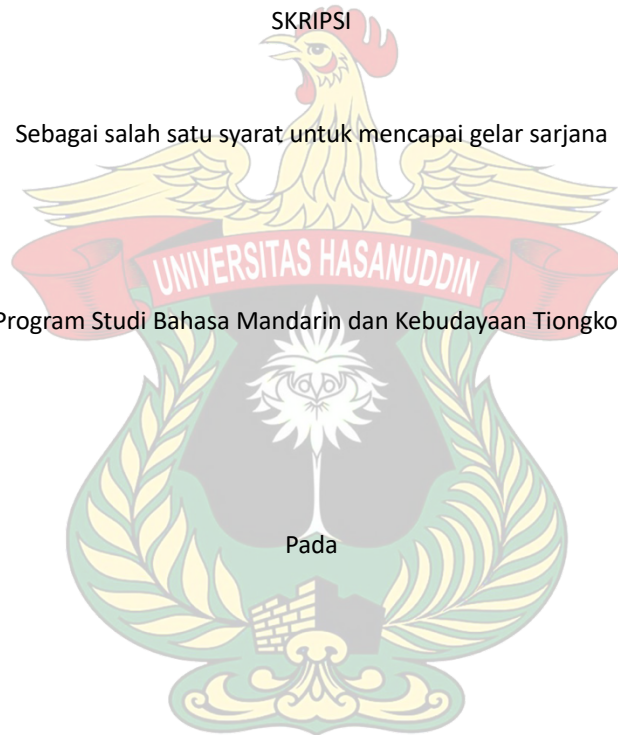 SKRIPSI
Sebagai salah satu syarat untuk mencapai gelar sarjana
UNIVERSITAS HASANUDDIN
Program Studi Bahasa Mandarin dan Kebudayaan Tiongko
Pada